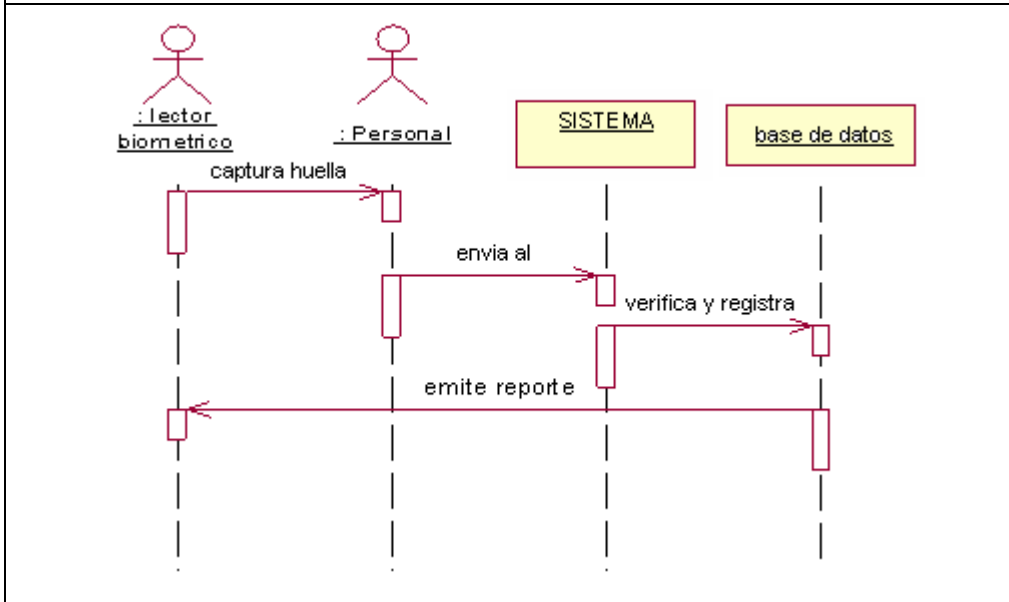 : lector
biometrico
: Personal
SISTEMA
base de datos
captura huella
envia al
verifica y registra
emite reporte